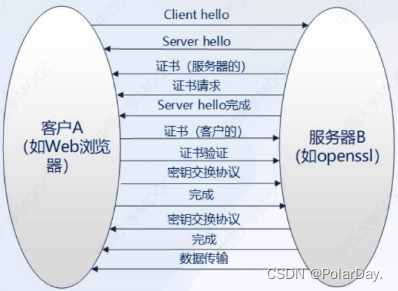 Client hello
Server hello
证书（服务器的）
证书请求
Server hello完成
证书（客户的）
证书验证
密钥交换协议
完成
密钥交换协议
完成
数据传输
客户A
（如Web浏览
器）
服务器B
（如openssl）
CSDN @PolarDay.